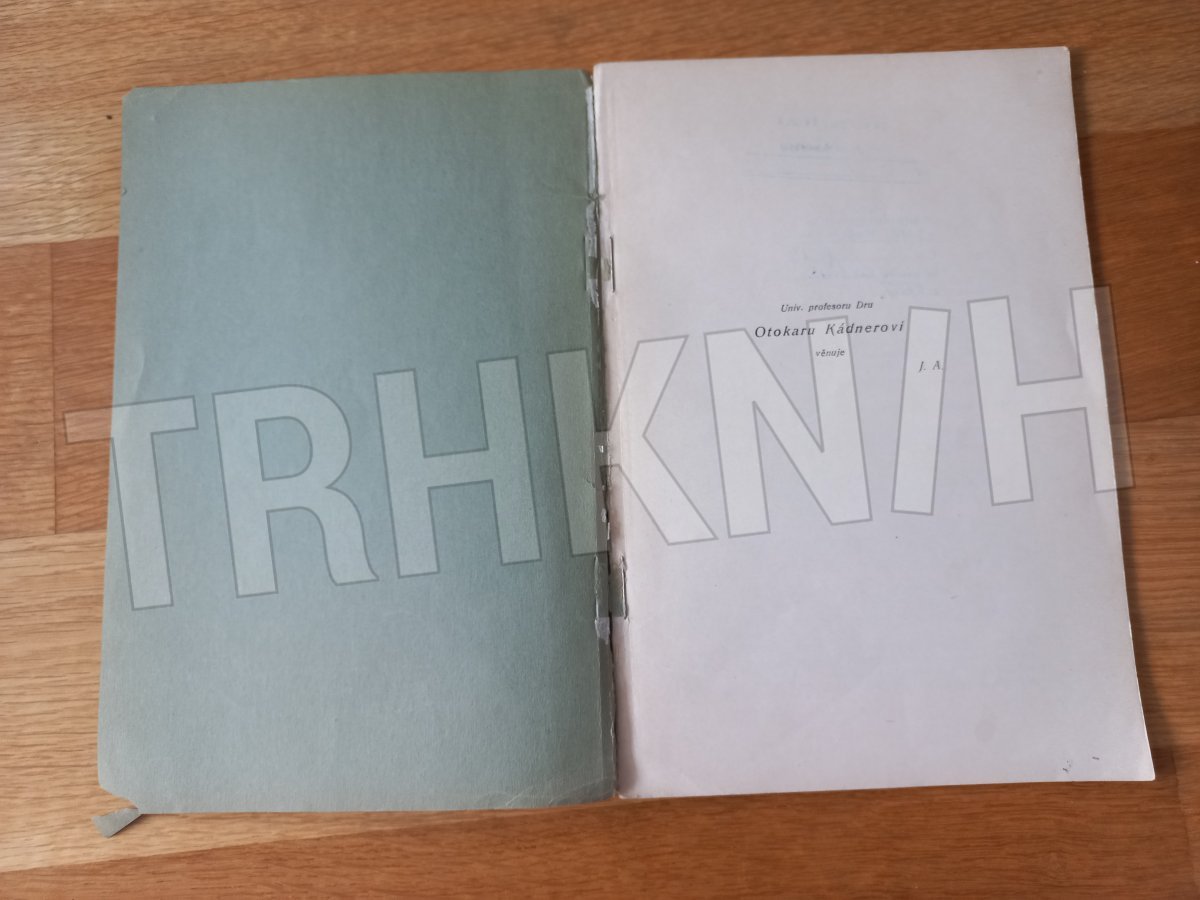 Univ. profesoru Dru
Otokaru Kádnerovi
věnuje
J. A.
TRHKNIH